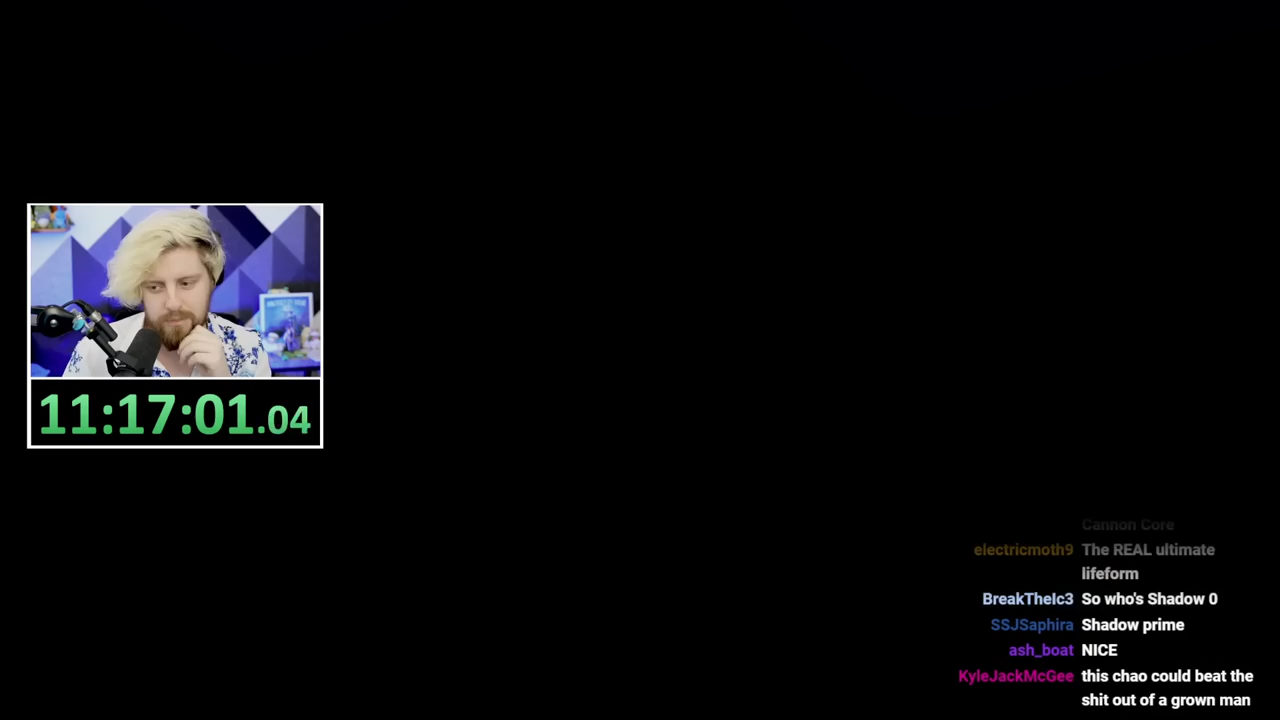 11:17:01.04
Cannon Core
electricmoth9 The REAL ultimate
lifeform
BreakTheIc3 So who's Shadow 0
SSJSaphira Shadow prime
ash_boat NICE
KyleJackMcGee this chao could beat the
shit out of a grown man